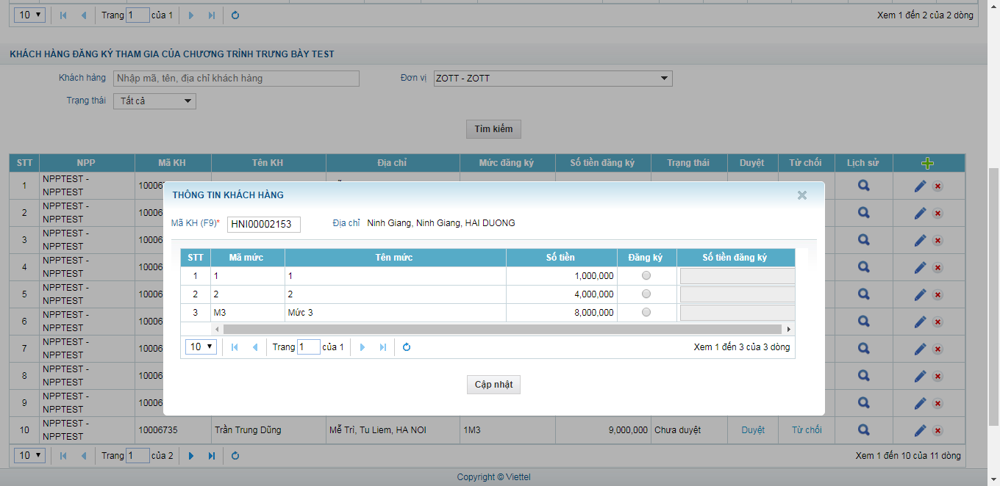 10 Trang 1 của 1 Xem 1 đến 2 của 2 dòng
KHÁCH HÀNG ĐĂNG KÝ THAM GIA CỦA CHƯƠNG TRÌNH TRƯNG BÀY TEST
Khách hàng Nhập mã, tên, địa chỉ khách hàng Đơn vị ZOTT - ZOTT
Trạng thái Tất cả
Tìm kiếm
STT NPP Mã KH Tên KH Địa chỉ Mức đăng ký Số tiền đăng ký Trạng thái Duyệt Từ chối Lịch sử
1 NPPTEST - NPPTEST 10006
2 NPPTEST - NPPTEST 10006
3 NPPTEST - NPPTEST 10006
4 NPPTEST - NPPTEST 10006
5 NPPTEST - NPPTEST 10006
6 NPPTEST - NPPTEST 10006
7 NPPTEST - NPPTEST 10006
8 NPPTEST - NPPTEST 10006
9 NPPTEST - NPPTEST 10006
10 NPPTEST - NPPTEST 10006735 Trần Trung Dũng Mễ Trì, Tu Liem, HA NOI 1M3 9,000,000 Chưa duyệt Duyệt Từ chối
10 Trang 1 của 2 Xem 1 đến 10 của 11 dòng
Copyright © Viettel
THÔNG TIN KHÁCH HÀNG
Mã KH (F9)* HNI00002153 Địa chỉ Ninh Giang, Ninh Giang, HAI DUONG
STT Mã mức Tên mức Số tiền Đăng ký Số tiền đăng ký
1 1 1 1,000,000
2 2 2 4,000,000
3 M3 Mức 3 8,000,000
10 Trang 1 của 1 Xem 1 đến 3 của 3 dòng
Cập nhật